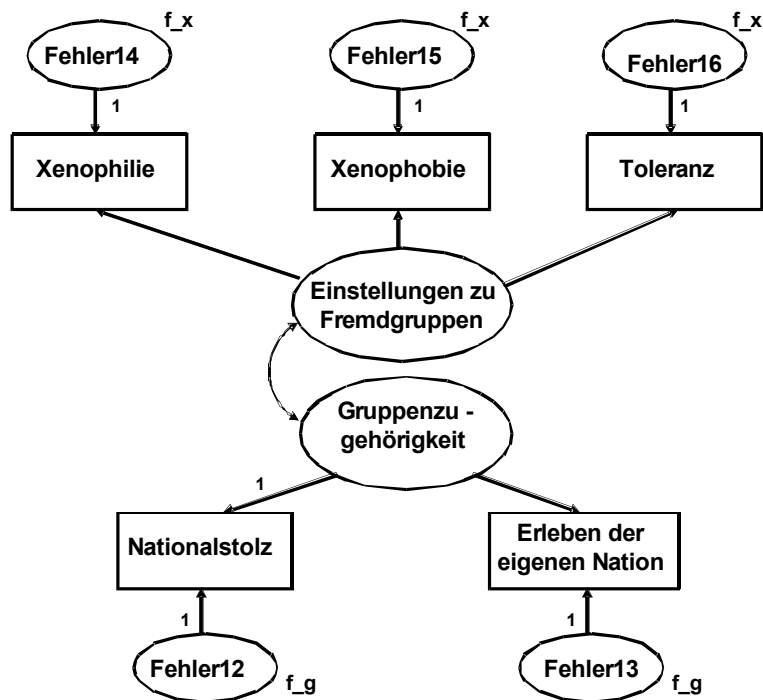 f_x
f_x
f_x
Fehler14
Fehler15
Fehler16
1
1
1
Xenophilie
Xenophobie
Toleranz
Einstellungen zu
Fremdgruppen
Gruppenzu -
gehörigkeit
1
Nationalstolz
Erleben der
eigenen Nation
1
1
Fehler12
f_g
Fehler13
f_g